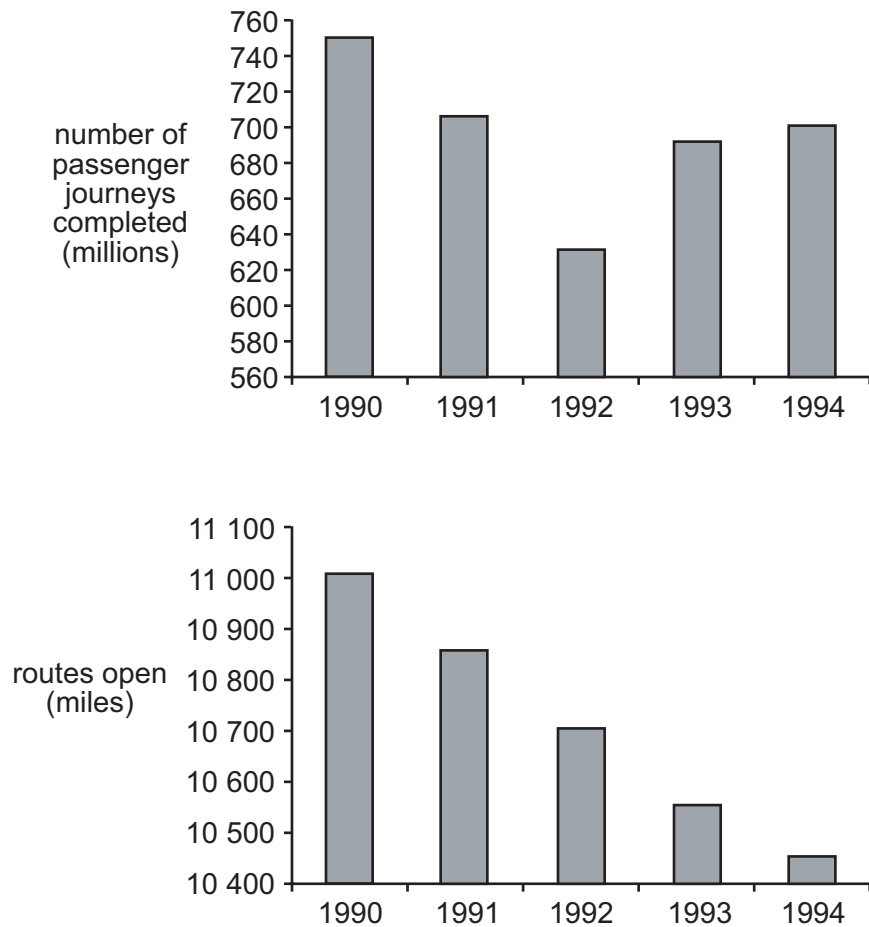 760
740
720
700
680
660
640
620
600
580
560
number of
passenger
journeys
completed
(millions)
1990 1991 1992 1993 1994
11 100
11 000
10 900
10 800
10 700
10 600
10 500
10 400
routes open
(miles)
1990 1991 1992 1993 1994